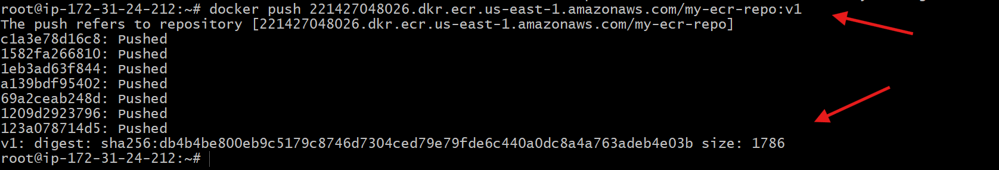 root@ip-172-31-24-212:~# docker push 221427048026.dkr.ecr.us-east-1.amazonaws.com/my-ecr-repo:v1
The push refers to repository [221427048026.dkr.ecr.us-east-1.amazonaws.com/my-ecr-repo]
c1a3e78d16c8: Pushed
1582fa266810: Pushed
1eb3ad63f844: Pushed
a139bdf95402: Pushed
69a2ceab248d: Pushed
1209d2923796: Pushed
123a078714d5: Pushed
v1: digest: sha256:db4b4be800eb9c5179c8746d7304ced79e79fde6c440a0dc8a4a763adeb4e03b size: 1786
root@ip-172-31-24-212:~#